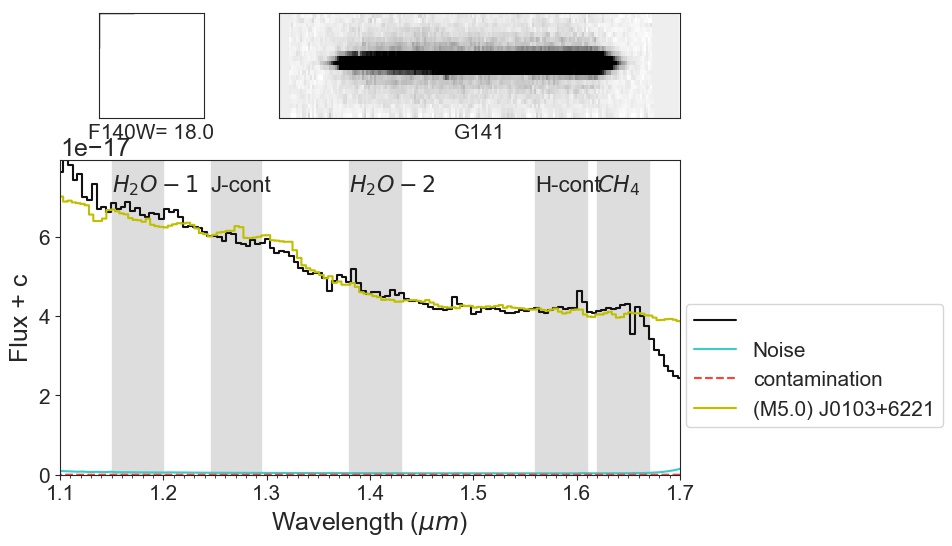 F140W= 18.0
G141
1e−17
H₂O − 1
J-cont
H₂O − 2
H-cont
CH₄
6
4
2
0
Flux + c
1.1
1.2
1.3
1.4
1.5
1.6
1.7
Wavelength (μm)
Noise
contamination
(M5.0) J0103+6221